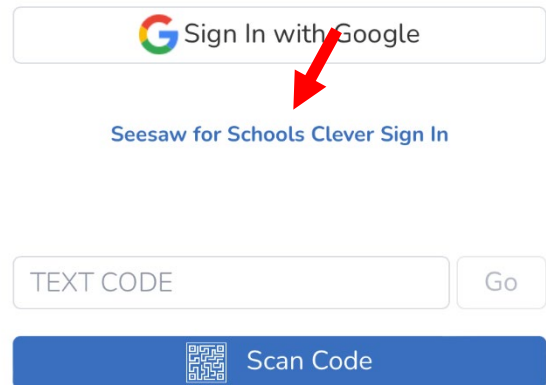 Sign In with Google
Seesaw for Schools Clever Sign In
TEXT CODE Go
Scan Code